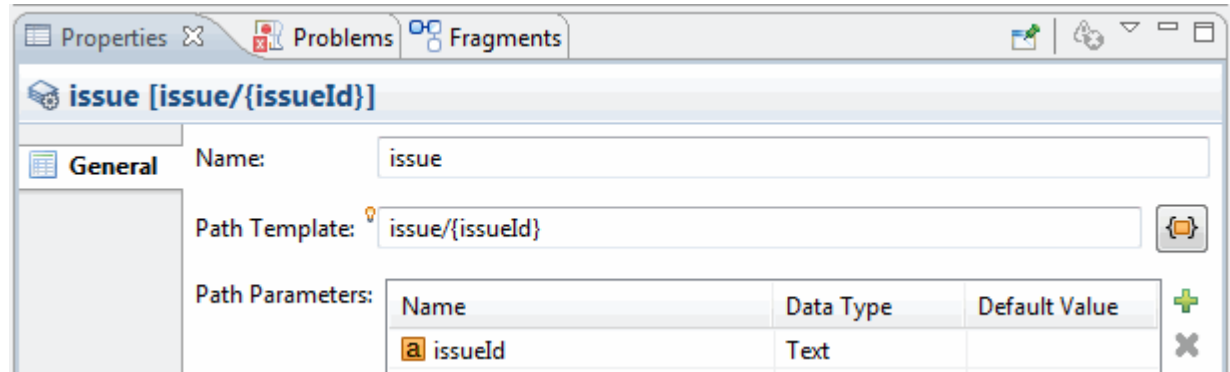 Properties Problems Fragments
issue [issue/{issueId}]
General
Name: issue
Path Template: issue/{issueId}
Path Parameters: Name Data Type Default Value
a issueId Text